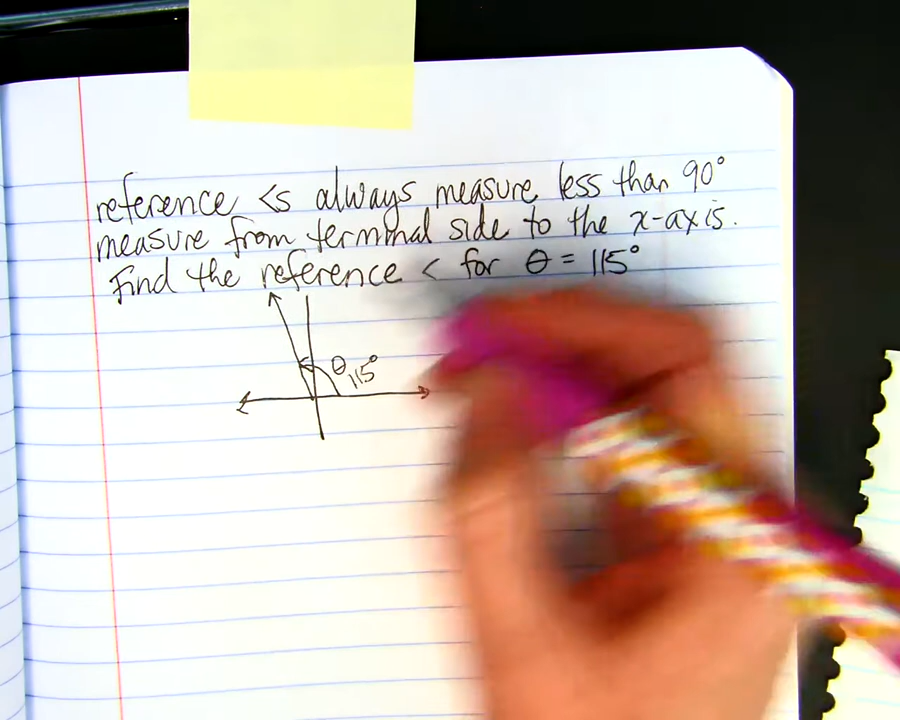 reference <s always measure less than 90°
measure from terminal side to the x-axis.
Find the reference < for θ = 115°
θ
115°